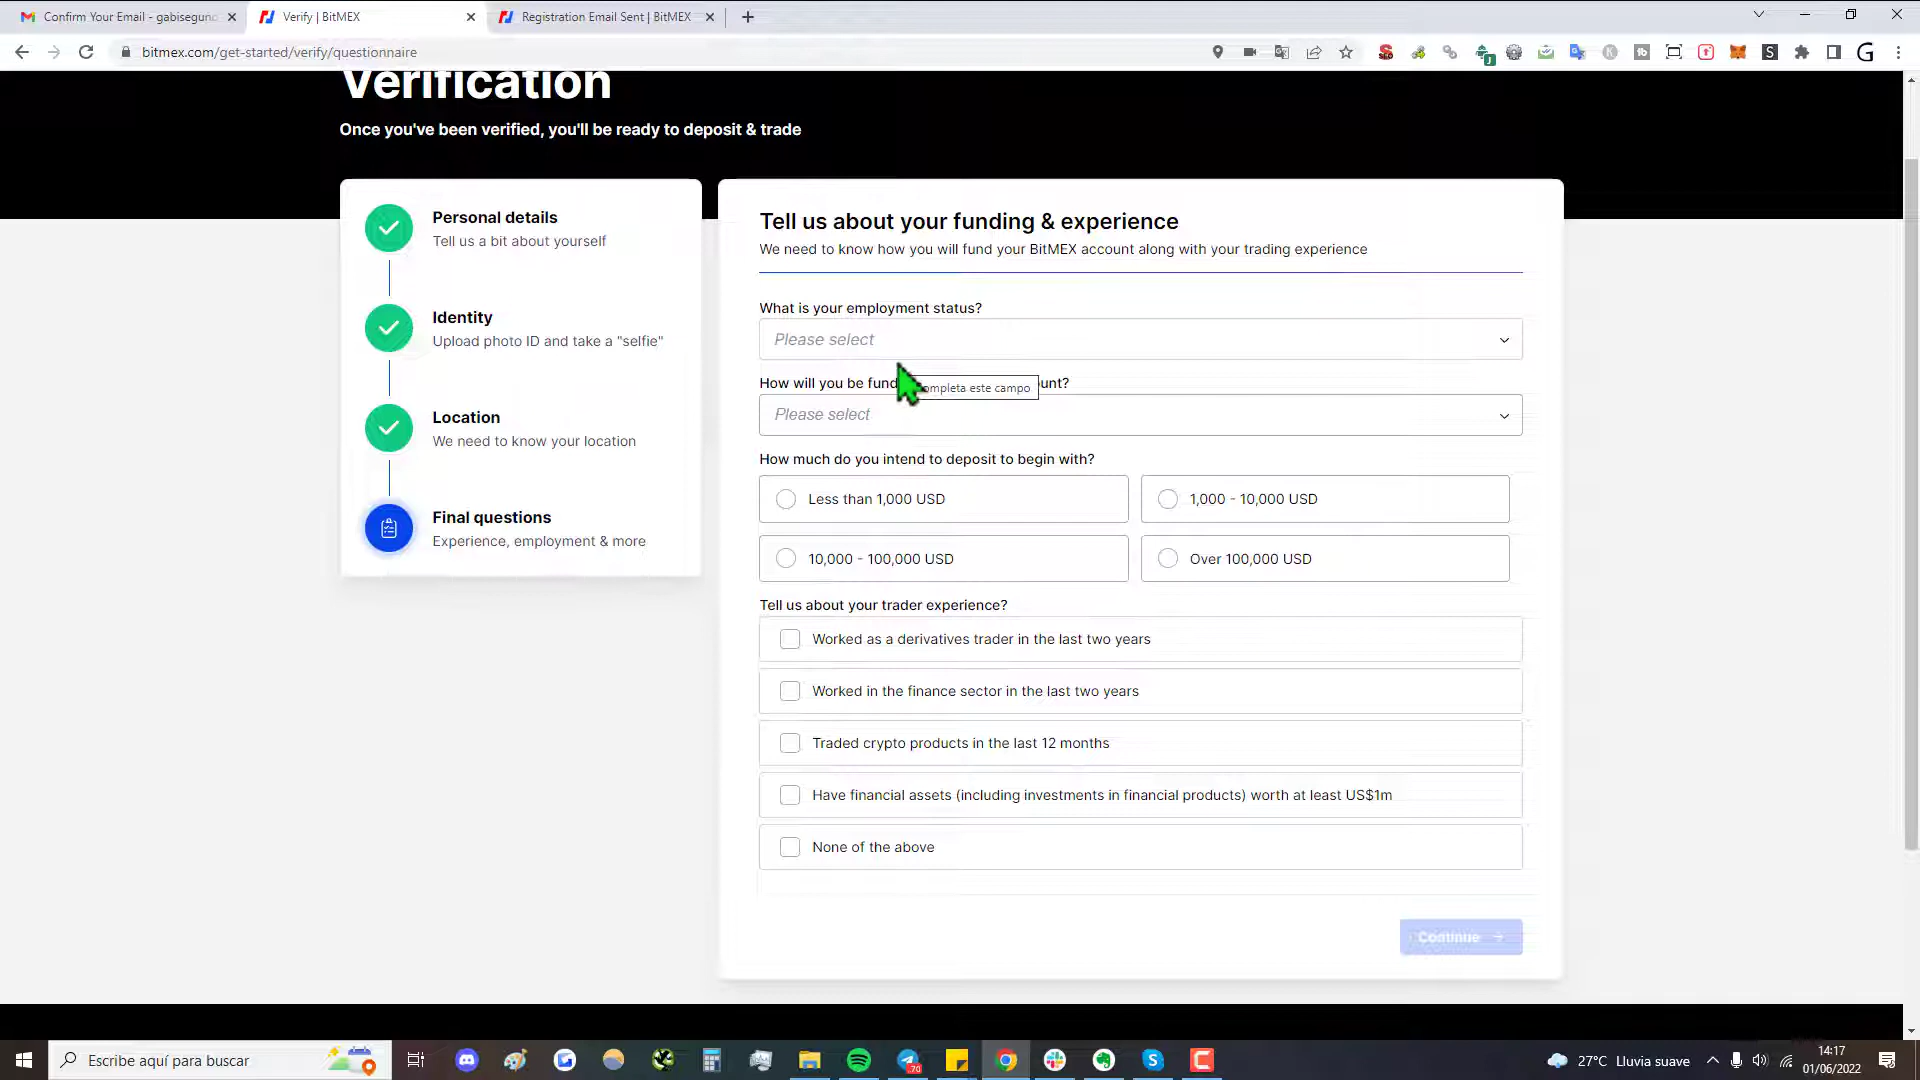 Confirm Your Email - gabisegund
Verify | BitMEX
Registration Email Sent | BitMEX
bitmex.com/get-started/verify/questionnaire
Verification
Once you've been verified, you'll be ready to deposit & trade
Personal details
Tell us a bit about yourself
Identity
Upload photo ID and take a "selfie"
Location
We need to know your location
Final questions
Experience, employment & more
Tell us about your funding & experience
We need to know how you will fund your BitMEX account along with your trading experience
What is your employment status?
Please select
How will you be fund ount?
ompleta este campo
Please select
How much do you intend to deposit to begin with?
Less than 1,000 USD
1,000 - 10,000 USD
10,000 - 100,000 USD
Over 100,000 USD
Tell us about your trader experience?
Worked as a derivatives trader in the last two years
Worked in the finance sector in the last two years
Traded crypto products in the last 12 months
Have financial assets (including investments in financial products) worth at least US$1m
None of the above
Continue
Escribe aquí para buscar
70
27°C Lluvia suave
14:17
01/06/2022